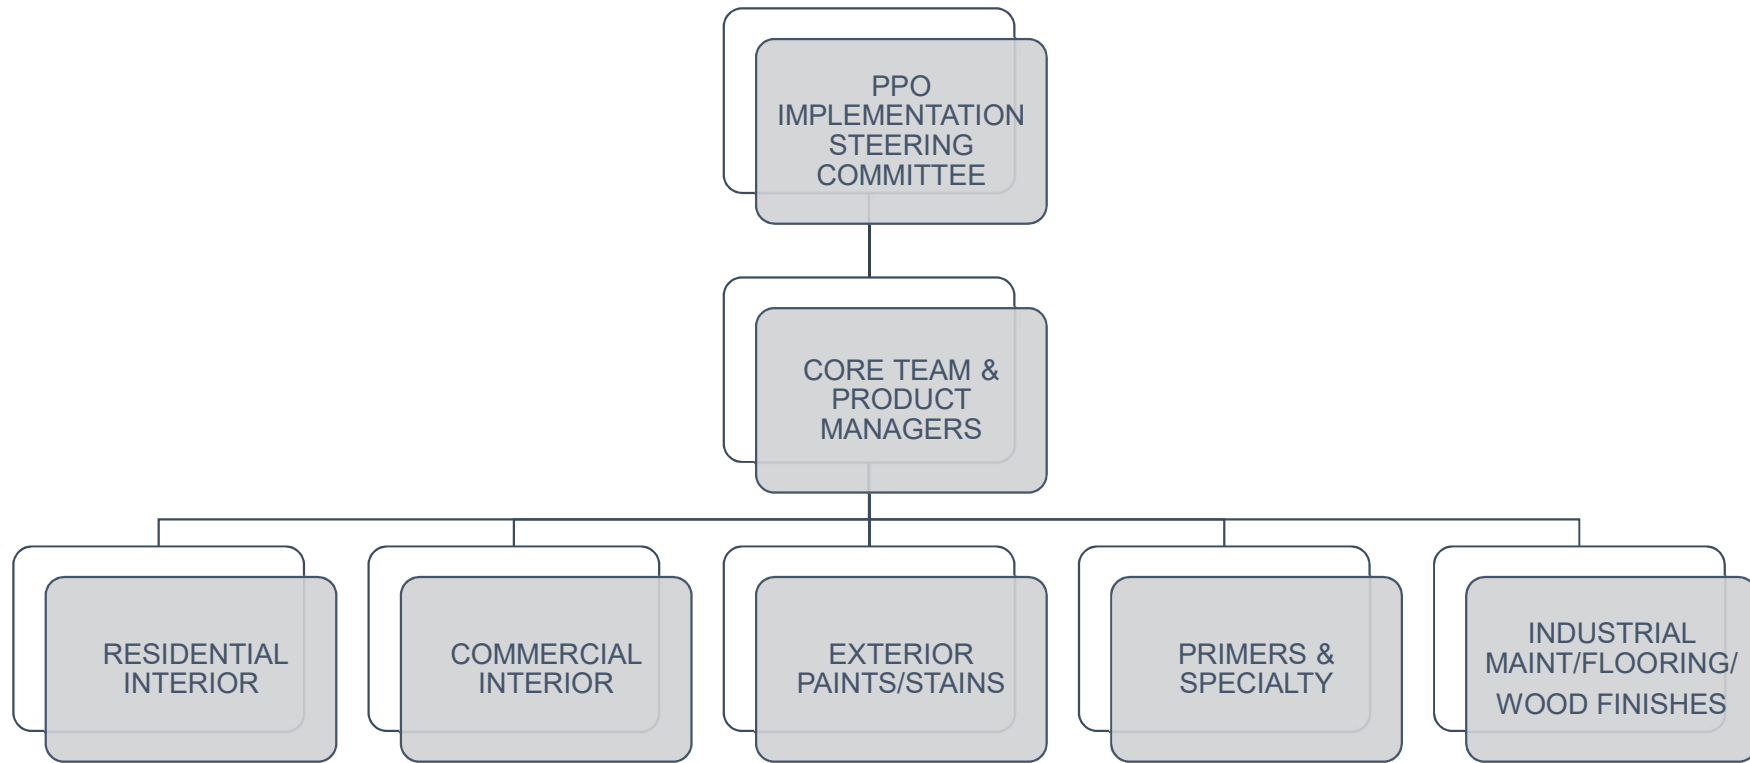 PPO
IMPLEMENTATION
STEERING
COMMITTEE
CORE TEAM &
PRODUCT
MANAGERS
RESIDENTIAL
INTERIOR
COMMERCIAL
INTERIOR
EXTERIOR
PAINTS/STAINS
PRIMERS &
SPECIALTY
INDUSTRIAL
MAINT/FLOORING/
WOOD FINISHES